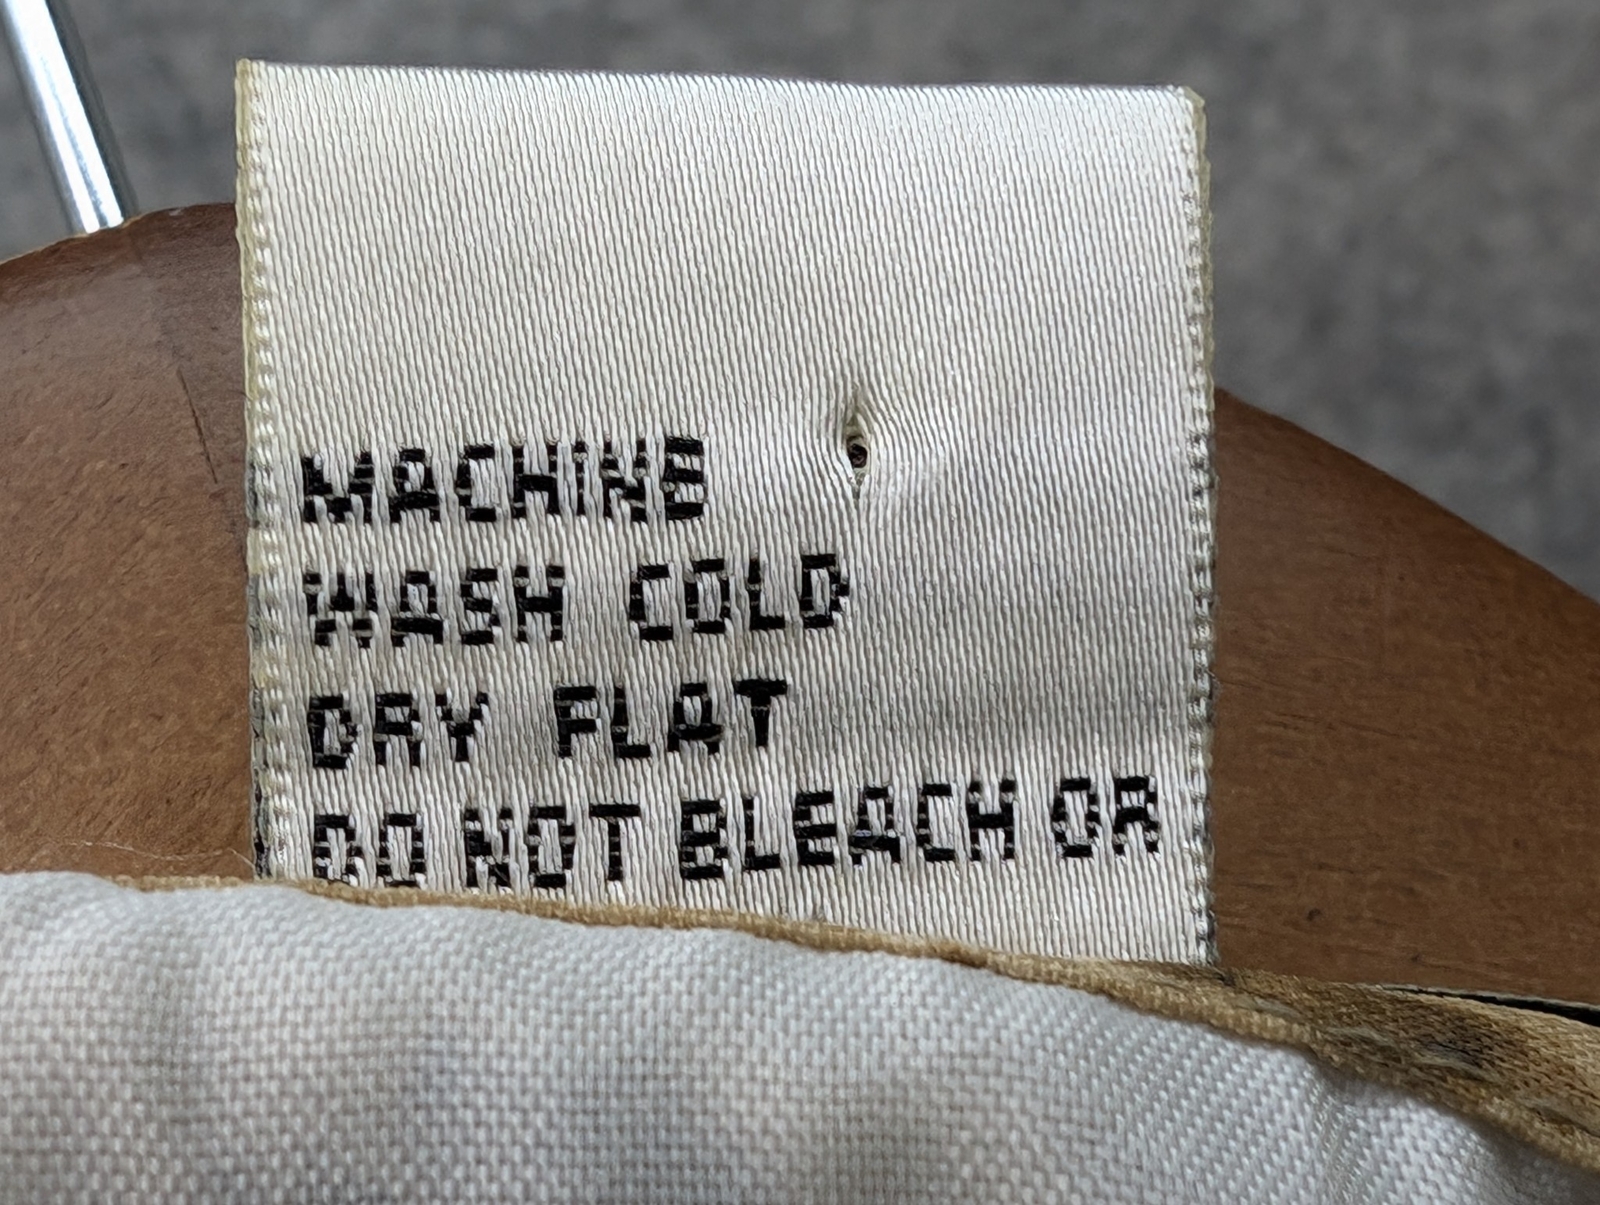 MACHINE
WASH COLD
DRY FLAT
DO NOT BLEACH OR